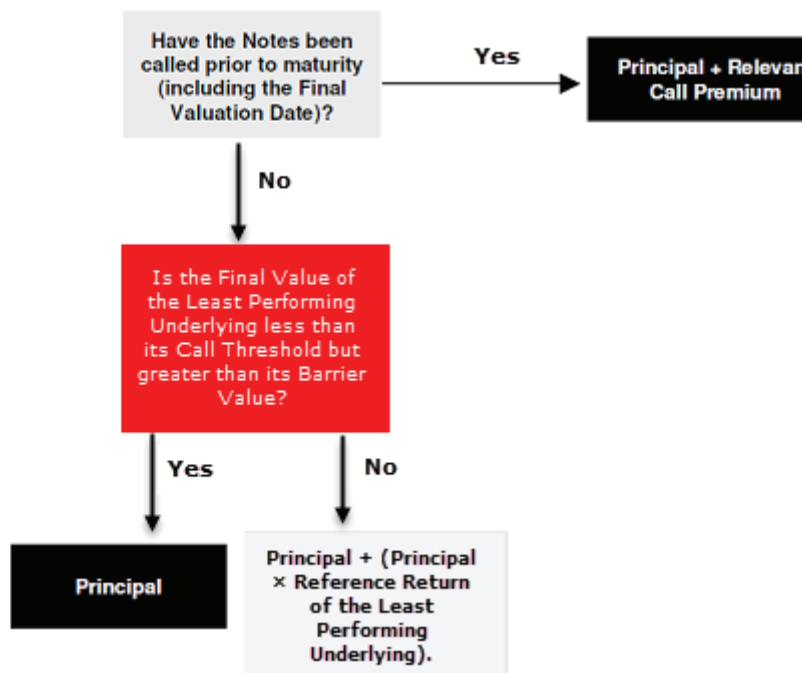 Have the Notes been
called prior to maturity
(including the Final
Valuation Date)?
Yes
Principal + Relevan
Call Premium
No
Is the Final Value of
the Least Performing
Underlying less than
its Call Threshold but
greater than its Barrier
Value?
Yes
No
Principal
Principal + (Principal
× Reference Return
of the Least
Performing
Underlying).